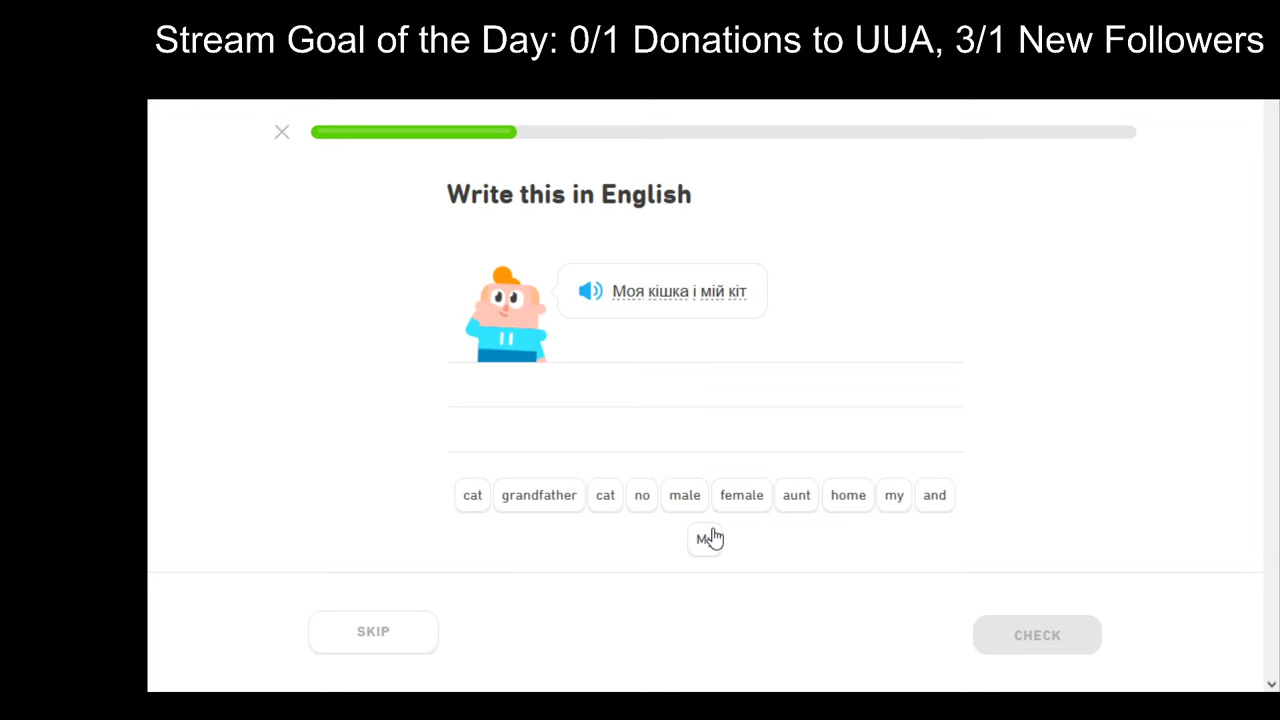 Stream Goal of the Day: 0/1 Donations to UUA, 3/1 New Followers
Write this in English
Моя кішка і мій кіт
cat grandfather cat no male female aunt home my and
SKIP
CHECK